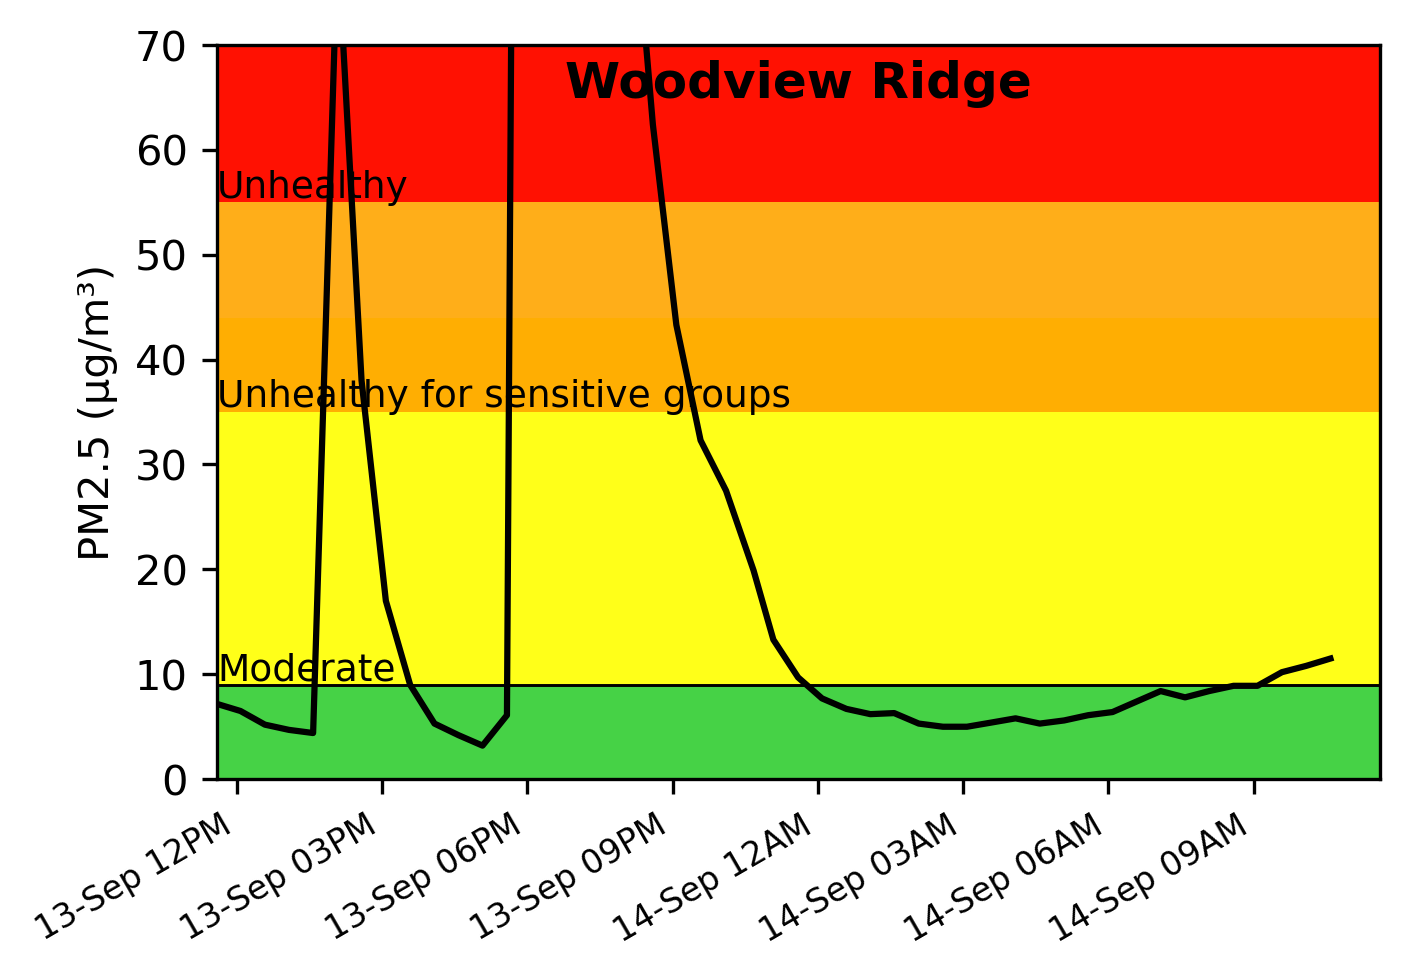 Woodview Ridge
70
60
50
40
30
20
10
0
PM2.5 (µg/m³)
Unhealthy
Unhealthy for sensitive groups
Moderate
13-Sep 12PM
13-Sep 03PM
13-Sep 06PM
13-Sep 09PM
14-Sep 12AM
14-Sep 03AM
14-Sep 06AM
14-Sep 09AM